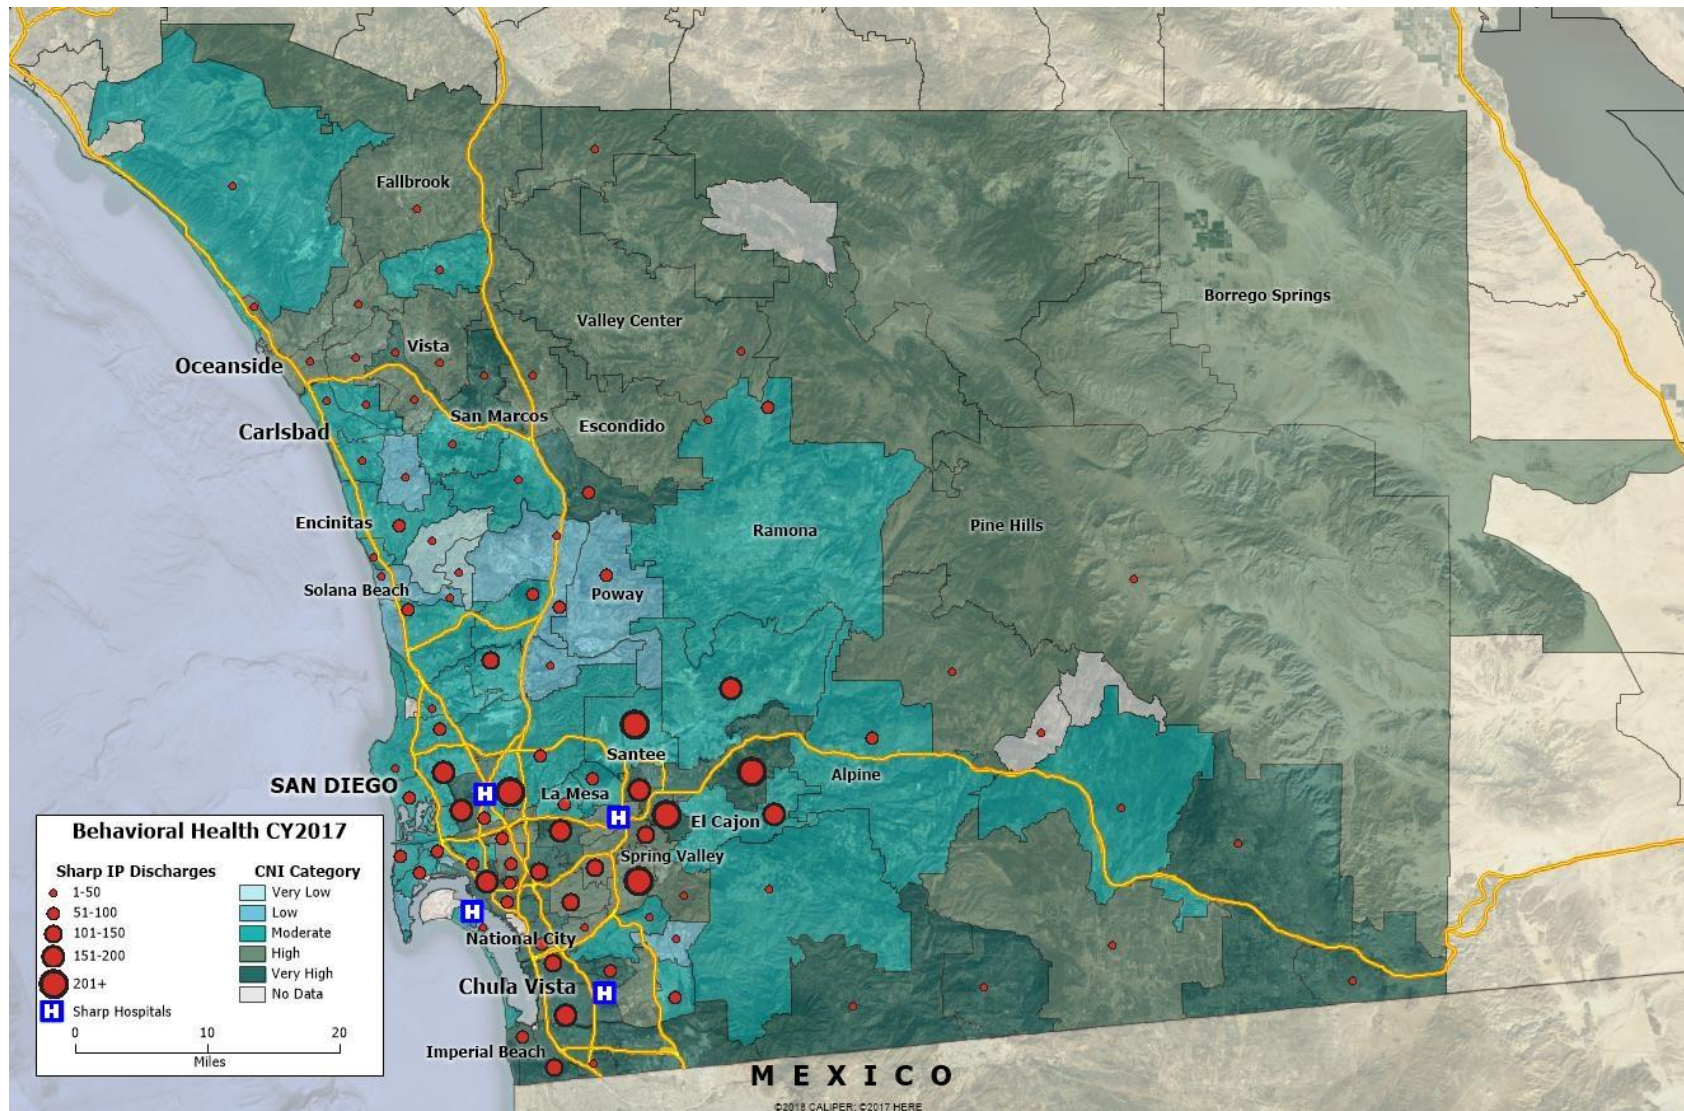 Fallbrook
Valley Center
Borrego Springs
Vista
Oceanside
San Marcos
Escondido
Carlsbad
Encinitas
Ramona
Pine Hills
Solana Beach
Poway
Santee
Alpine
SAN DIEGO
La Mesa
El Cajon
Spring Valley
National City
Chula Vista
Imperial Beach
MEXICO
H
H
H
H
Behavioral Health CY2017
Sharp IP Discharges
1-50
51-100
101-150
151-200
201+
H Sharp Hospitals
CNI Category
Very Low
Low
Moderate
High
Very High
No Data
0 10 20
Miles
©2018 CALIPER; ©2017 HERE